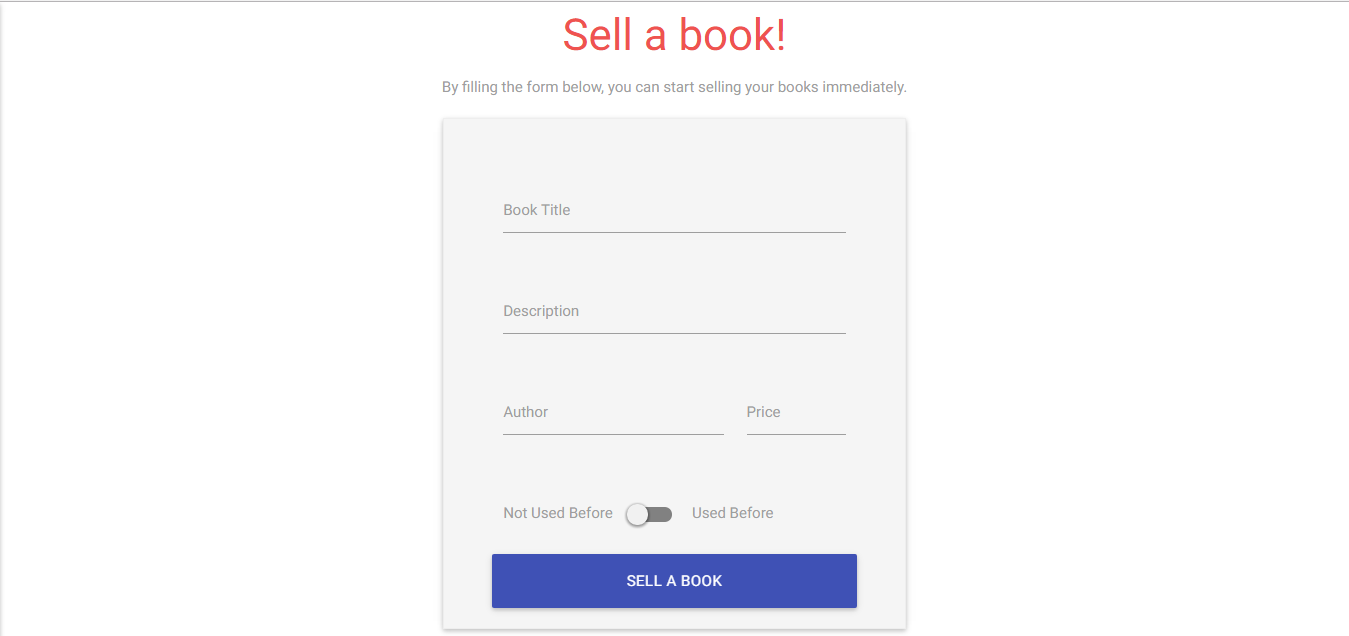 Sell a book!
By filling the form below, you can start selling your books immediately.
Book Title
Description
Author Price
Not Used Before Used Before
SELL A BOOK